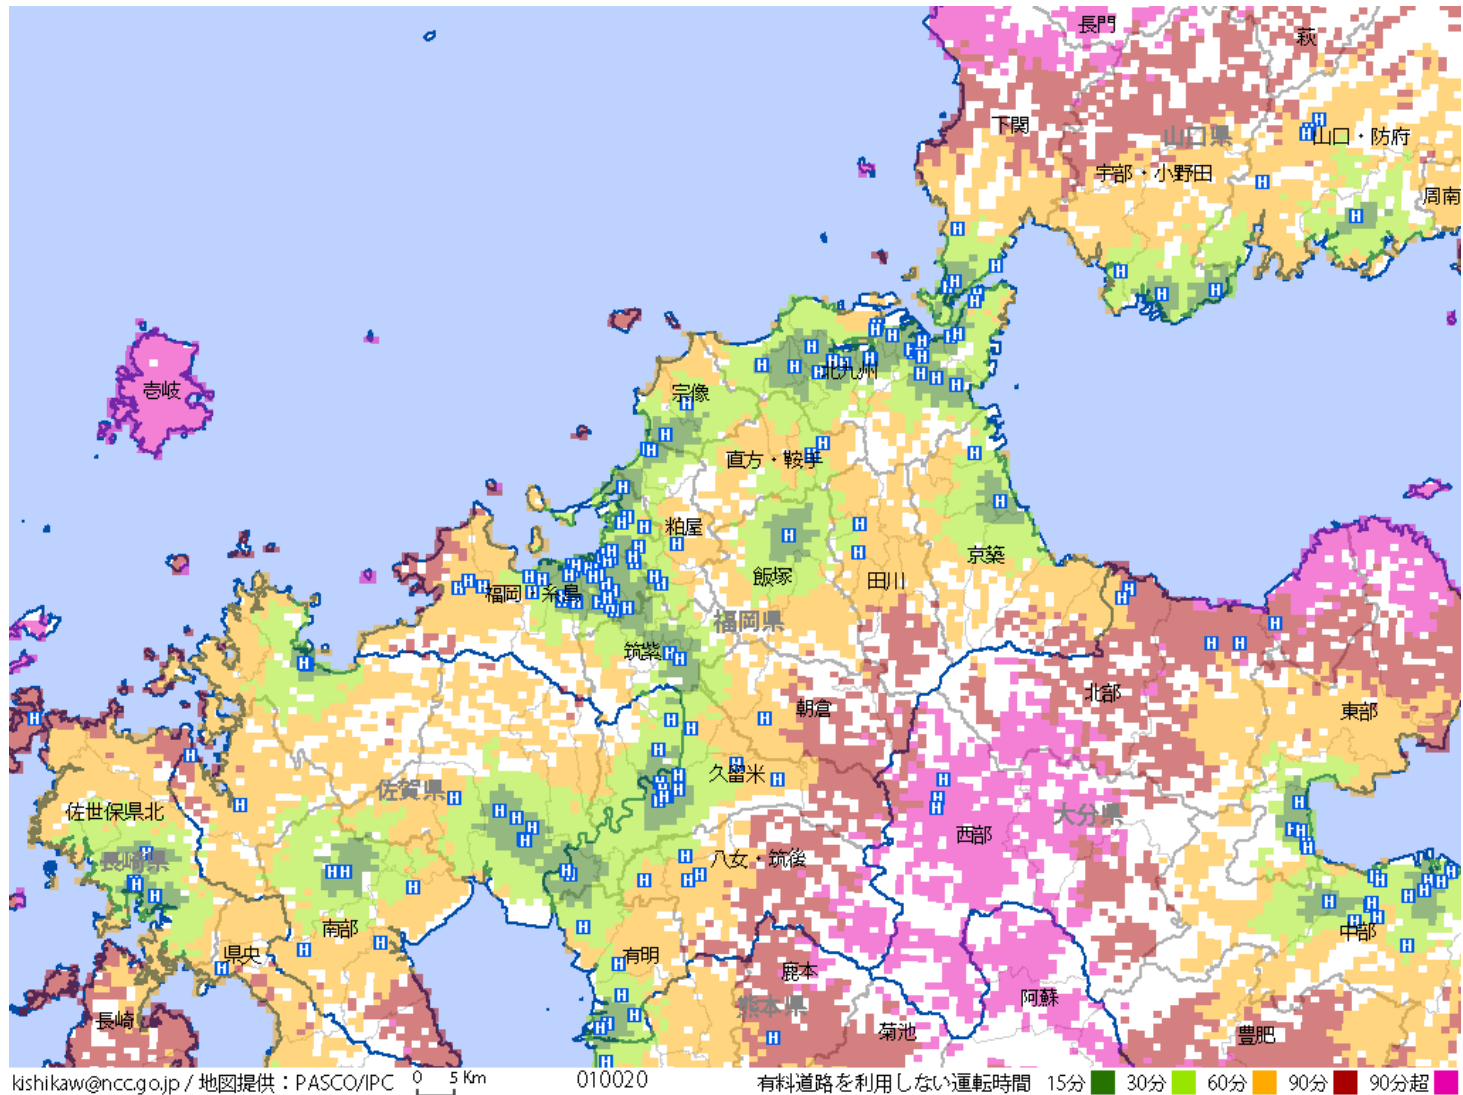 長門
萩
下関
山口県
山口・防府
宇部・小野田
周南
壱岐
北九州
宗像
直方・鞍手
粕屋
京築
飯塚
田川
福岡・糸島
福岡県
筑紫
朝倉
北部
東部
久留米
佐賀県
佐世保県北
西部
大分県
長崎県
八女・筑後
南部
中部
県央
有明
鹿本
阿蘇
熊本県
長崎
菊池
豊肥
kishikaw@ncc.go.jp / 地図提供：PASCO/IPC
0 5 Km
010020
有料道路を利用しない運転時間 15分 30分 60分 90分 90分超
H